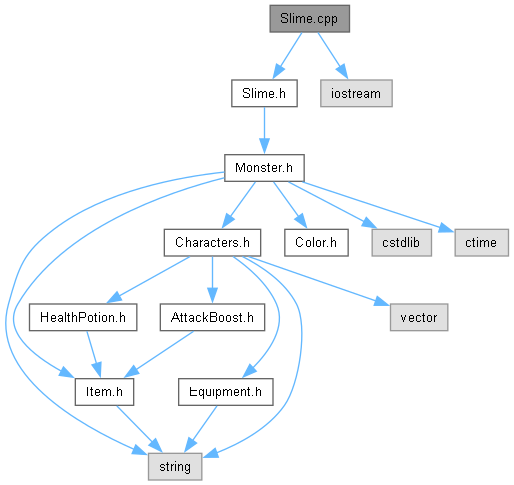 Slime.cpp
Slime.h
iostream
Monster.h
Characters.h
Color.h
cstdlib
ctime
HealthPotion.h
AttackBoost.h
vector
Item.h
Equipment.h
string